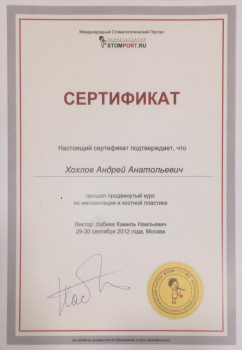 Международный Стоматологический Портал
STOMPORT.RU
СЕРТИФИКАТ
Настоящий сертификат подтверждает, что
Хохлов Андрей Анатольевич
прошел продвинутый курс
по имплантации и костной пластике
Лектор: Хабиев Камиль Наильевич
29-30 сентября 2012 года, Москва